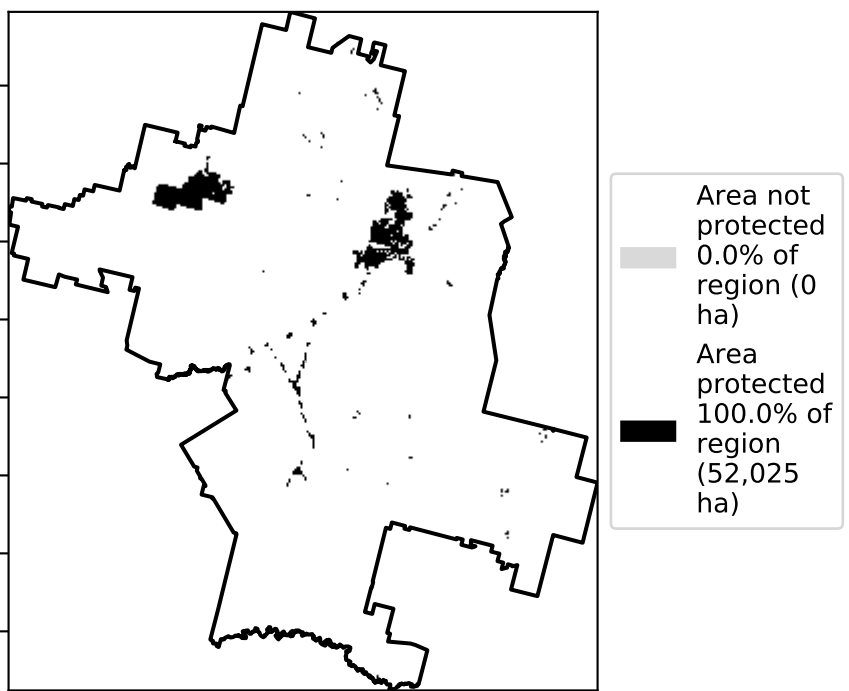 Area not
protected
0.0% of
region (0
ha)
Area
protected
100.0% of
region
(52,025
ha)